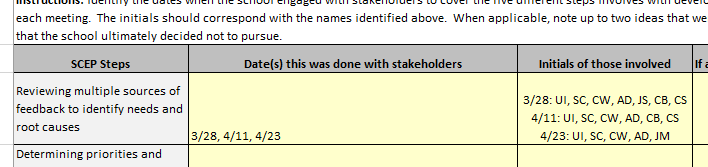 Instructions: Identify the dates when the school engaged with stakeholders to cover the five different steps involves with
each meeting. The initials should correspond with the names identified above. When applicable, note up to two ideas that we
that the school ultimately decided not to pursue.
SCEP Steps
Date(s) this was done with stakeholders
Initials of those involved
If a
Reviewing multiple sources of
feedback to identify needs and
root causes
3/28, 4/11, 4/23
3/28: UI, SC, CW, AD, JS, CB, CS
4/11: UI, SC, CW, AD, CB, CS
4/23: UI, SC, CW, AD, JM
Determining priorities and